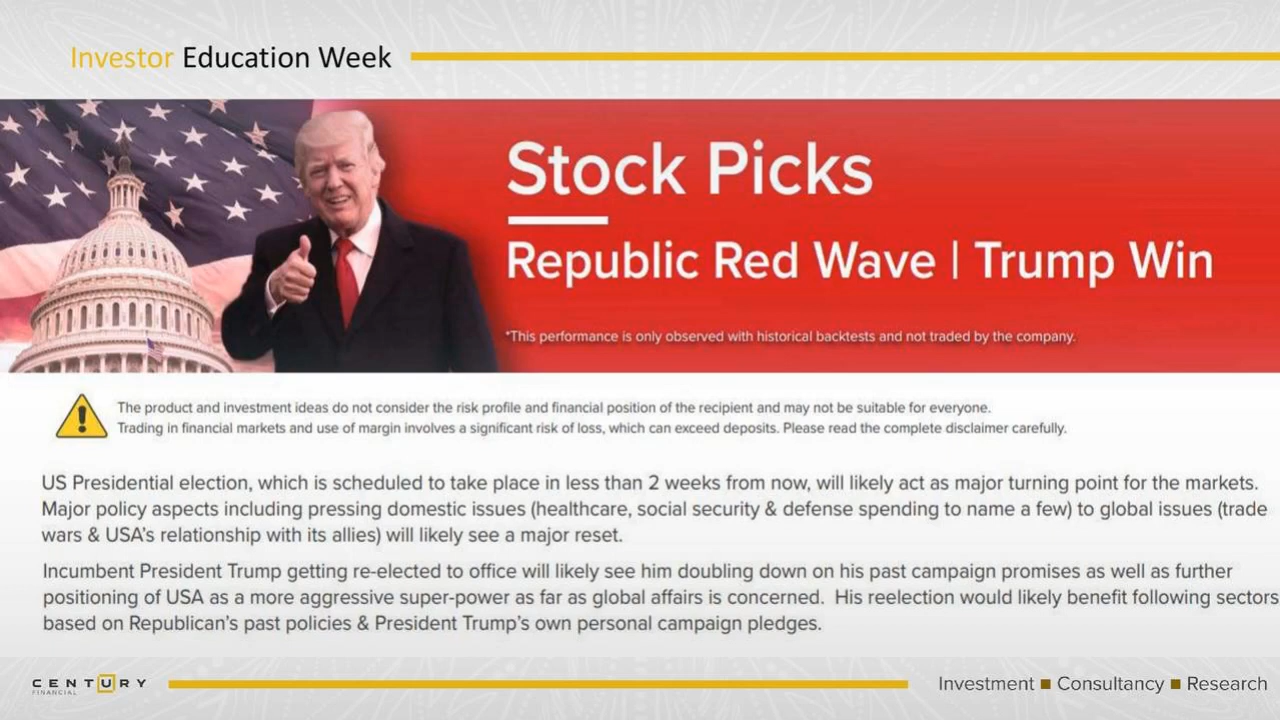 Investor Education Week
Stock Picks
Republic Red Wave | Trump Win
*This performance is only observed with historical backtests and not traded by the company.
The product and investment ideas do not consider the risk profile and financial position of the recipient and may not be suitable for everyone.
Trading in financial markets and use of margin involves a significant risk of loss, which can exceed deposits. Please read the complete disclaimer carefully.
US Presidential election, which is scheduled to take place in less than 2 weeks from now, will likely act as major turning point for the markets.
Major policy aspects including pressing domestic issues (healthcare, social security & defense spending to name a few) to global issues (trade
wars & USA's relationship with its allies) will likely see a major reset.
Incumbent President Trump getting re-elected to office will likely see him doubling down on his past campaign promises as well as further
positioning of USA as a more aggressive super-power as far as global affairs is concerned. His reelection would likely benefit following sectors
based on Republican's past policies & President Trump's own personal campaign pledges.
CENTURY
FINANCIAL
Investment ■ Consultancy ■ Research